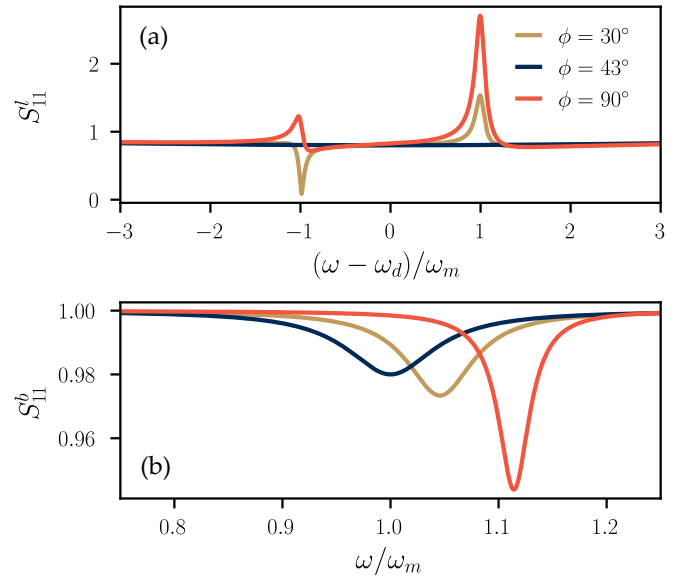 (a)
ϕ = 30°
ϕ = 43°
ϕ = 90°
S^l_11
2
1
0
−3 −2 −1 0 1 2 3
(ω − ω_d)/ω_m
1.00
0.98
0.96
S^b_11
(b)
0.8 0.9 1.0 1.1 1.2
ω/ω_m